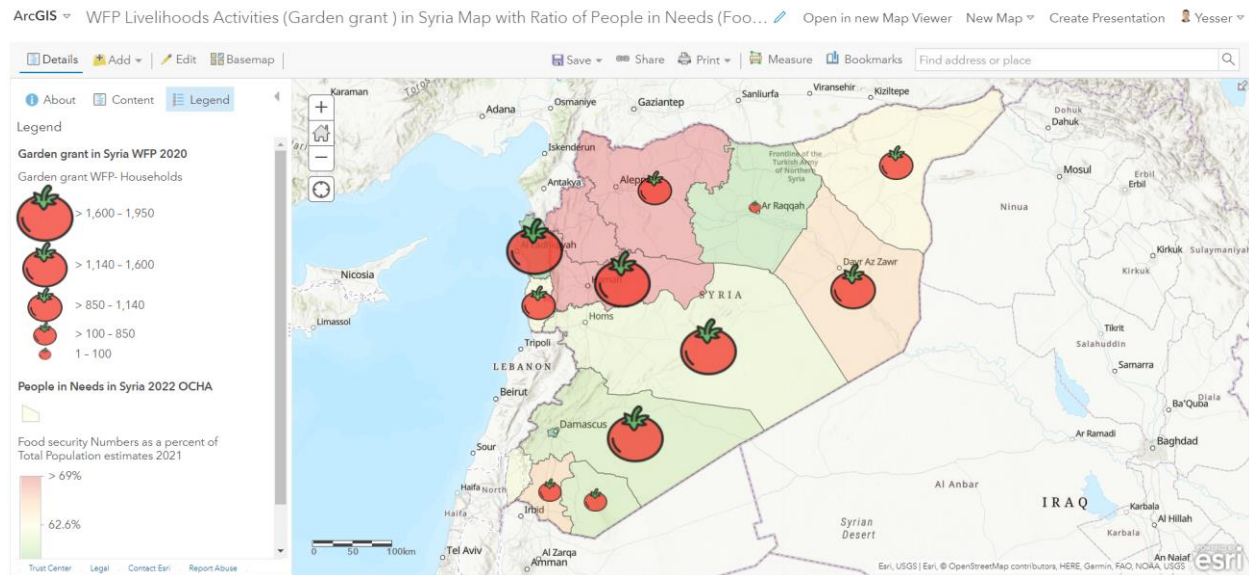 ArcGIS
WFP Livelihoods Activities (Garden grant ) in Syria Map with Ratio of People in Needs (Foo...
Open in new Map Viewer
New Map
Create Presentation
Yesser
Details
Add
Edit
Basemap
Save
Share
Print
Measure
Bookmarks
Find address or place
About
Content
Legend
Legend
Garden grant in Syria WFP 2020
Garden grant WFP- Households
> 1,600 - 1,950
> 1,140 - 1,600
> 850 - 1,140
> 100 - 850
1 - 100
People in Needs in Syria 2022 OCHA
Food security Numbers as a percent of
Total Population estimates 2021
> 69%
62.6%
Trust Center
Legal
Contact Esri
Report Abuse
Karaman
Adana
Osmaniye
Gaziantep
Sanliurfa
Viransehir
Kiziltepe
Dohuk
Dahuk
Iskenderun
Antakya
Frontline of the
Turkish Army
of Northern
Syria
Mosul
Erbil
Erbil
Ar Raqqah
Ninua
Kirkuk
Sulaymaniyah
Kirkuk
Nicosia
Dayr Az Zawr
Limassol
SYRIA
Homs
Tikrit
Salahuddin
Tripoli
LEBANON
Samarra
Beirut
Ba'Quba
Diala
Damascus
Ar Ramadi
Baghdad
Sour
Al Anbar
Haifa
North
Haifa
Irbid
IRAQ
Karbala
Al Hillah
Karbala
Syrian
Desert
0 50 100km
Tel Aviv
Al Zarqa
Amman
An Najaf
Esri, USGS | Esri, © OpenStreetMap contributors, HERE, Garmin, FAO, NOAA, USGS
POWERED BY
esri